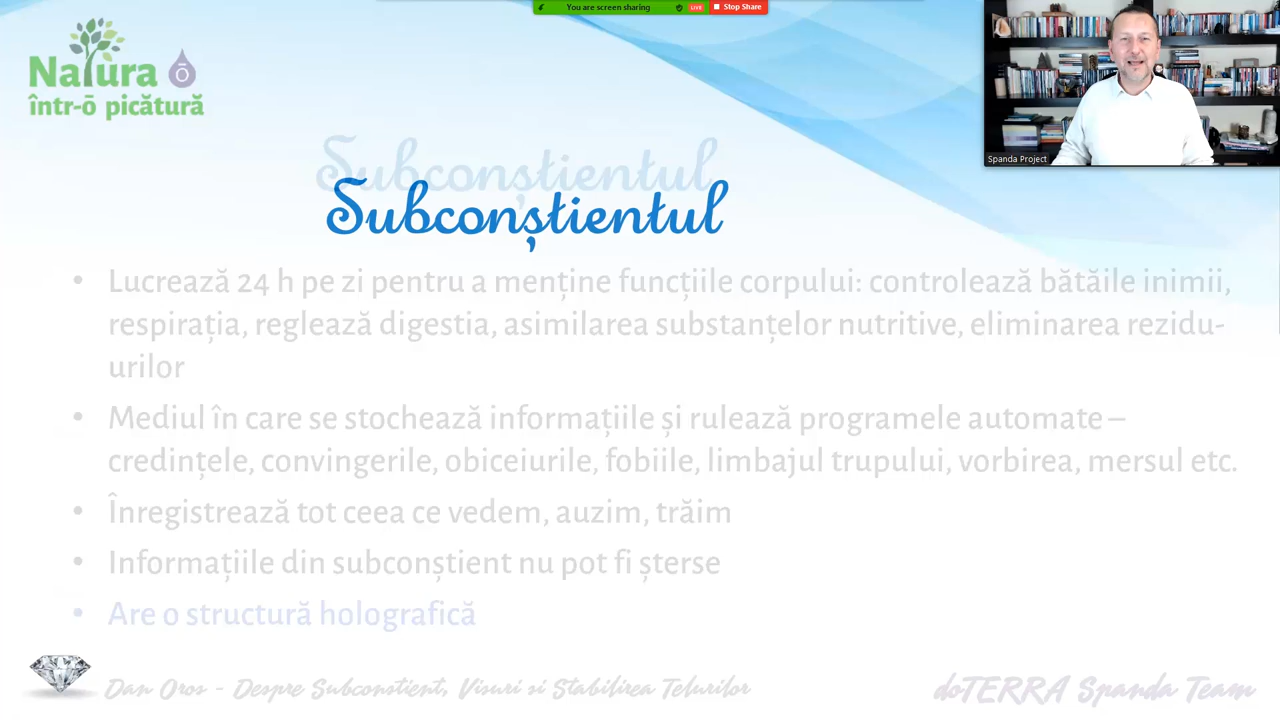 You are screen sharing LIVE Stop Share
Natura ō
într-ō picătură
Spanda Project
Subconștientul
Subconștientul
• Lucrează 24 h pe zi pentru a menține funcțiile corpului: controlează bătăile inimii,
respirația, reglează digestia, asimilarea substanțelor nutritive, eliminarea rezidu-
urilor
• Mediul în care se stochează informațiile și rulează programele automate –
credințele, convingerile, obiceiurile, fobiile, limbajul trupului, vorbirea, mersul etc.
• Înregistrează tot ceea ce vedem, auzim, trăim
• Informațiile din subconștient nu pot fi șterse
• Are o structură holografică
Dan Oros - Despre Subconstient, Visuri si Stabilirea Telurilor
doTERRA Spanda Team